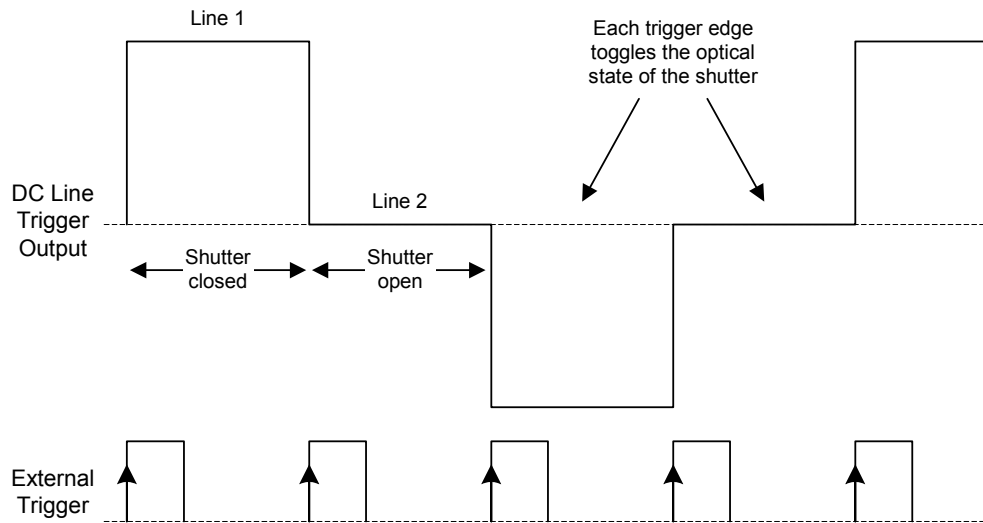 Line 1
Each trigger edge
toggles the optical
state of the shutter
DC Line
Trigger
Output
Line 2
Shutter
closed
Shutter
open
External
Trigger